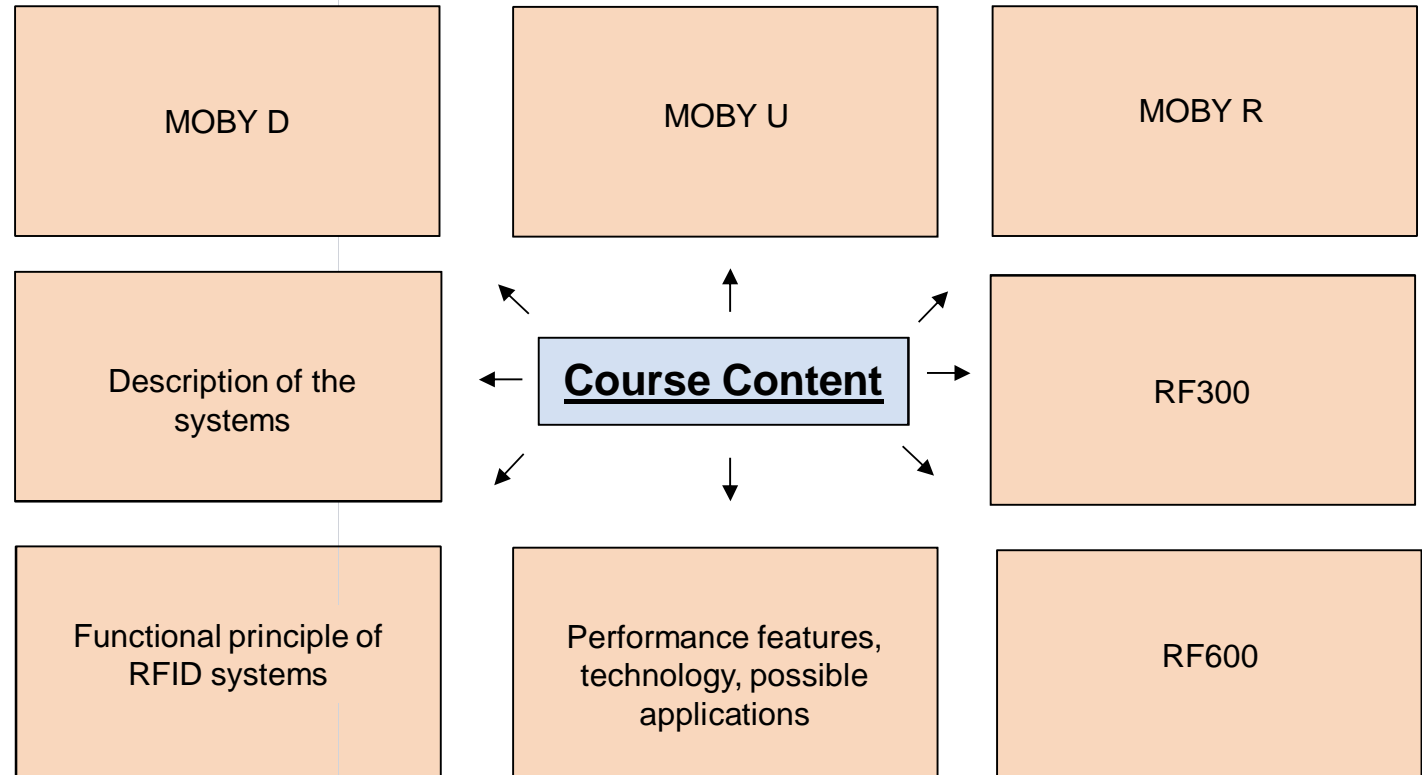 MOBY D
MOBY U
MOBY R
Description of the
systems
Course Content
RF300
Functional principle of
RFID systems
Performance features,
technology, possible
applications
RF600